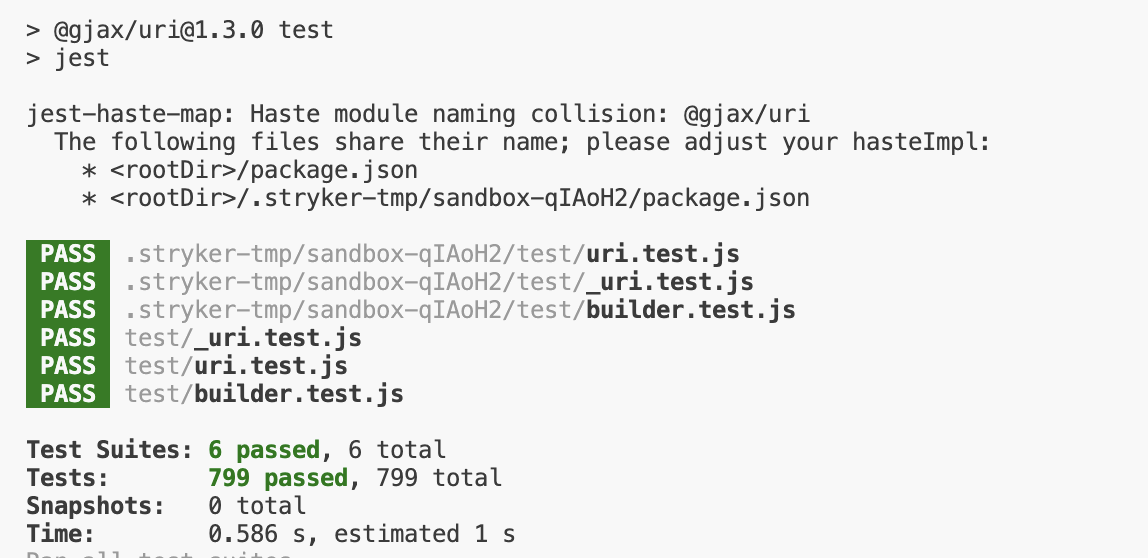 > @gjax/uri@1.3.0 test
> jest
jest-haste-map: Haste module naming collision: @gjax/uri
The following files share their name; please adjust your hasteImpl:
* <rootDir>/package.json
* <rootDir>/.stryker-tmp/sandbox-qIAoH2/package.json
PASS .stryker-tmp/sandbox-qIAoH2/test/uri.test.js
PASS .stryker-tmp/sandbox-qIAoH2/test/_uri.test.js
PASS .stryker-tmp/sandbox-qIAoH2/test/builder.test.js
PASS test/_uri.test.js
PASS test/uri.test.js
PASS test/builder.test.js
Test Suites: 6 passed, 6 total
Tests: 799 passed, 799 total
Snapshots: 0 total
Time: 0.586 s, estimated 1 s
Ran all test suites.